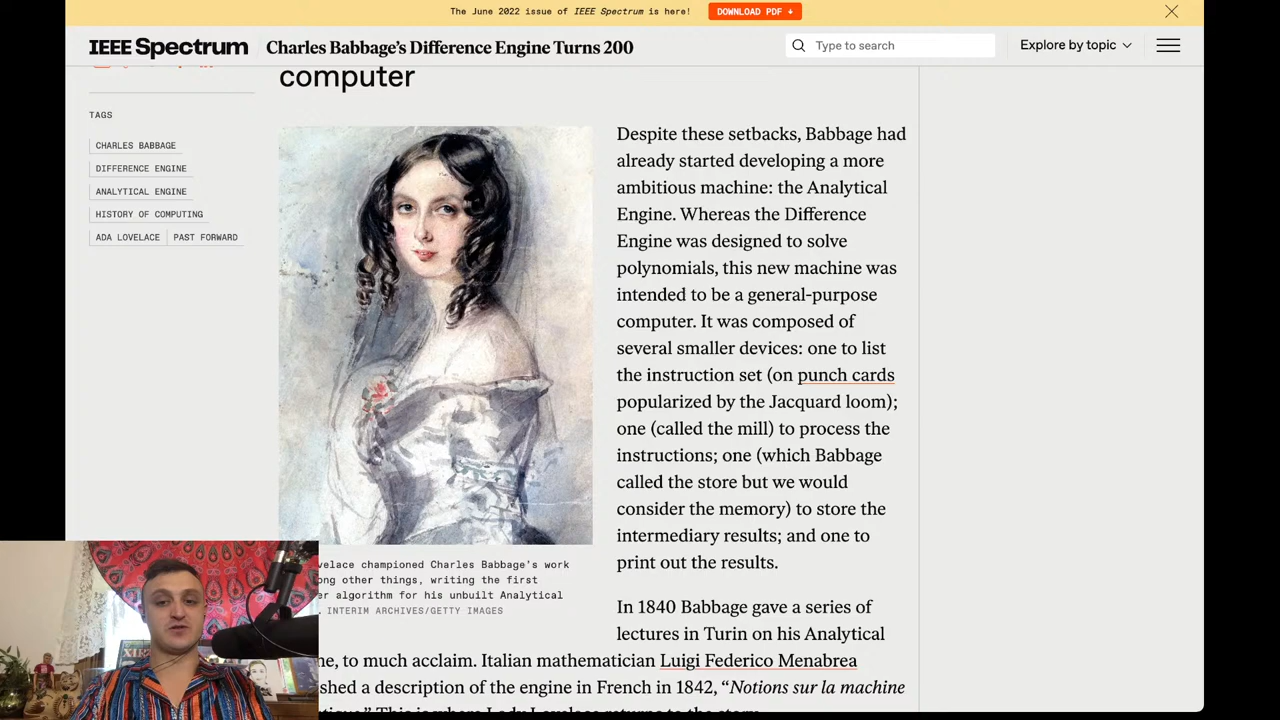 The June 2022 issue of IEEE Spectrum is here!
DOWNLOAD PDF
IEEE Spectrum
Charles Babbage's Difference Engine Turns 200
Type to search
Explore by topic
computer
TAGS
CHARLES BABBAGE
DIFFERENCE ENGINE
ANALYTICAL ENGINE
HISTORY OF COMPUTING
ADA LOVELACE
PAST FORWARD
Despite these setbacks, Babbage had
already started developing a more
ambitious machine: the Analytical
Engine. Whereas the Difference
Engine was designed to solve
polynomials, this new machine was
intended to be a general-purpose
computer. It was composed of
several smaller devices: one to list
the instruction set (on punch cards
popularized by the Jacquard loom);
one (called the mill) to process the
instructions; one (which Babbage
called the store but we would
consider the memory) to store the
intermediary results; and one to
print out the results.
velace championed Charles Babbage's work
ong other things, writing the first
er algorithm for his unbuilt Analytical
INTERIM ARCHIVES/GETTY IMAGES
In 1840 Babbage gave a series of
lectures in Turin on his Analytical
ne, to much acclaim. Italian mathematician Luigi Federico Menabrea
shed a description of the engine in French in 1842, “Notions sur la machine